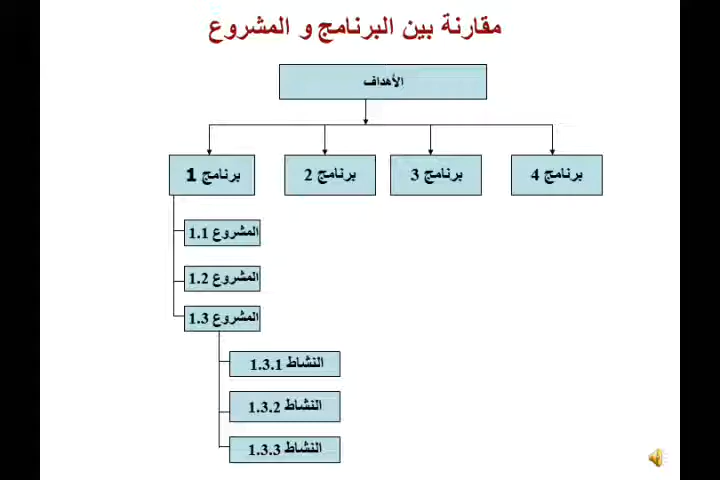 مقارنة بين البرنامج و المشروع
الأهداف
برنامج 1
برنامج 2
برنامج 3
برنامج 4
المشروع 1.1
المشروع 1.2
المشروع 1.3
النشاط 1.3.1
النشاط 1.3.2
النشاط 1.3.3